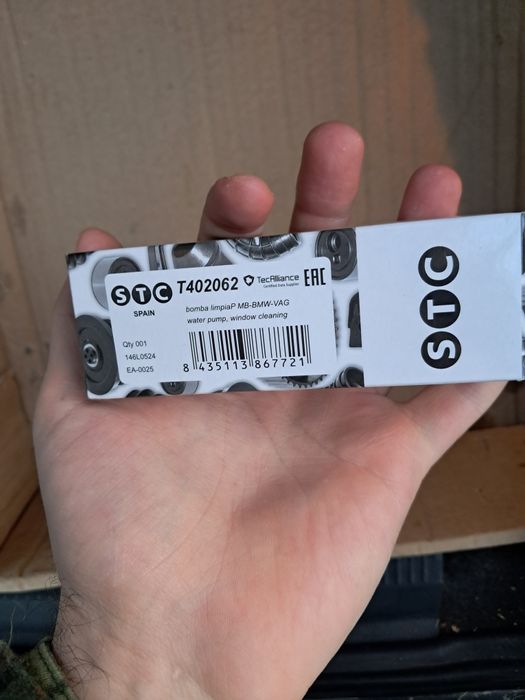 STC T402062 TecAlliance EAC
Certified Data Supplier
SPAIN
bomba limpiaP MB-BMW-VAG
water pump, window cleaning
Qty 001
146L0524
EA-0025
8 435113 867721
STC